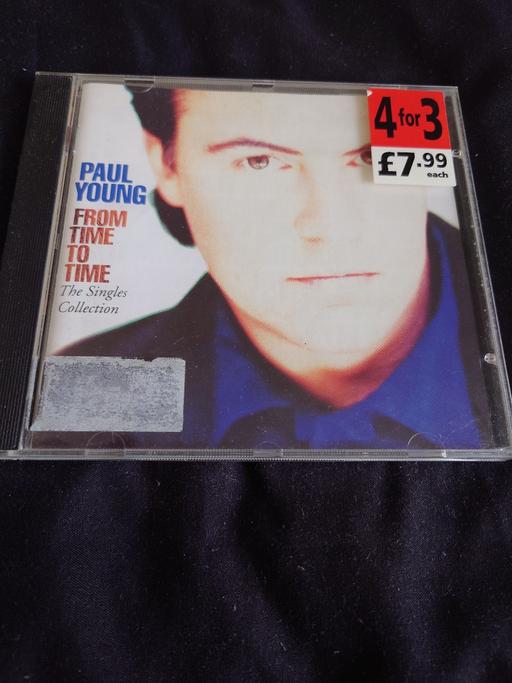 PAUL
YOUNG
FROM
TIME
TO
TIME
The Singles
Collection
4 for 3
£7.99
each